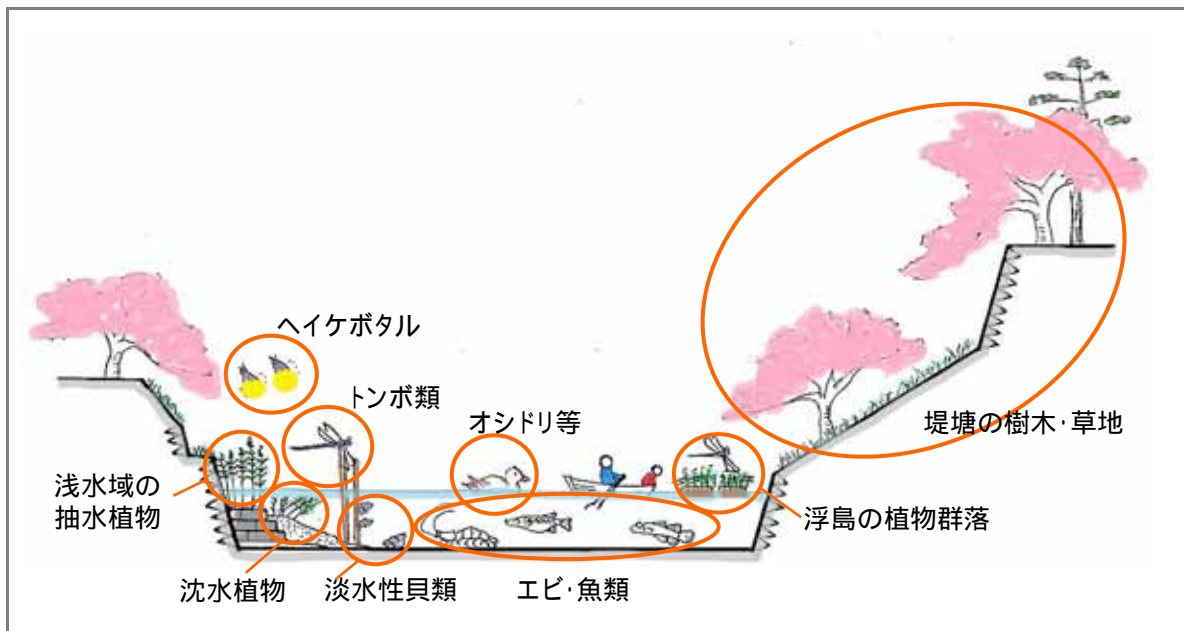 ヘイケボタル
トンボ類
オシドリ等
堤塘の樹木・草地
浅水域の
抽水植物
浮島の植物群落
沈水植物
淡水性貝類
エビ・魚類